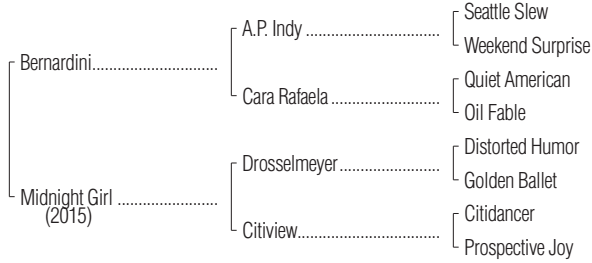 Seattle Slew
A.P. Indy
Weekend Surprise
Bernardini
Quiet American
Cara Rafaela
Oil Fable
Distorted Humor
Drosselmeyer
Golden Ballet
Midnight Girl
(2015)
Citidancer
Citiview
Prospective Joy